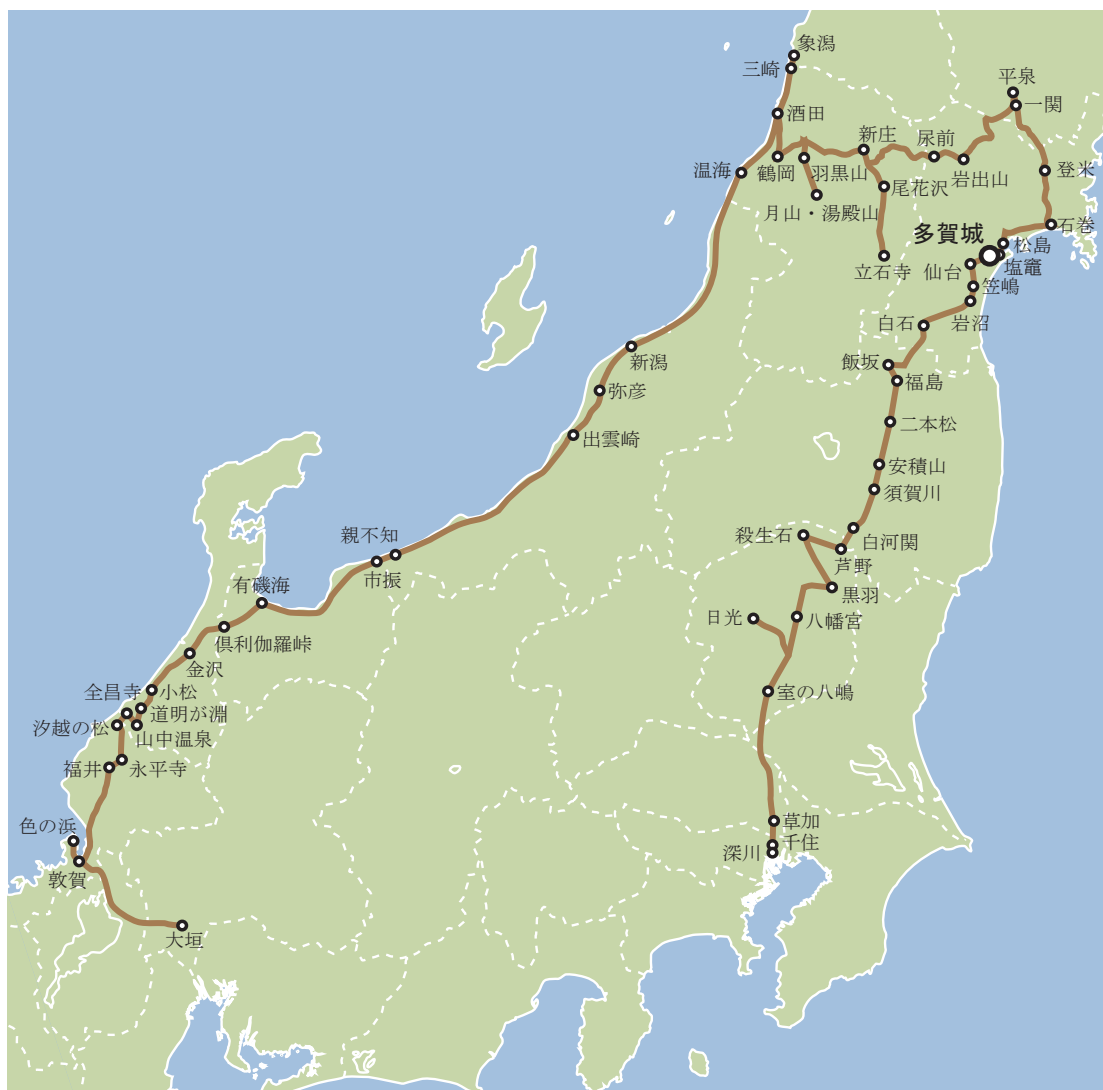 象潟
三崎
平泉
一関
酒田
新庄
尿前
温海
鶴岡
羽黒山
岩出山
登米
尾花沢
月山・湯殿山
石巻
多賀城
松島
立石寺
仙台
塩竈
笠嶋
白石
岩沼
新潟
飯坂
福島
弥彦
二本松
出雲崎
安積山
須賀川
親不知
殺生石
白河関
芦野
市振
有磯海
黒羽
日光
八幡宮
倶利伽羅峠
金沢
全昌寺
小松
室の八嶋
道明が淵
汐越の松
山中温泉
福井
永平寺
色の浜
草加
千住
深川
敦賀
大垣